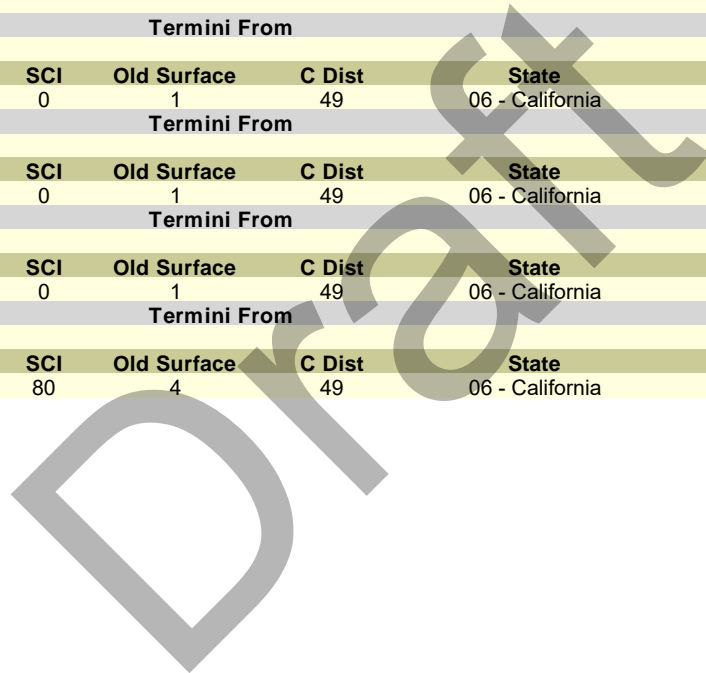 Termini From
SCI Old Surface C Dist State
0 1 49 06 - California
Termini From
SCI Old Surface C Dist State
0 1 49 06 - California
Termini From
SCI Old Surface C Dist State
0 1 49 06 - California
Termini From
SCI Old Surface C Dist State
80 4 49 06 - California
Draft